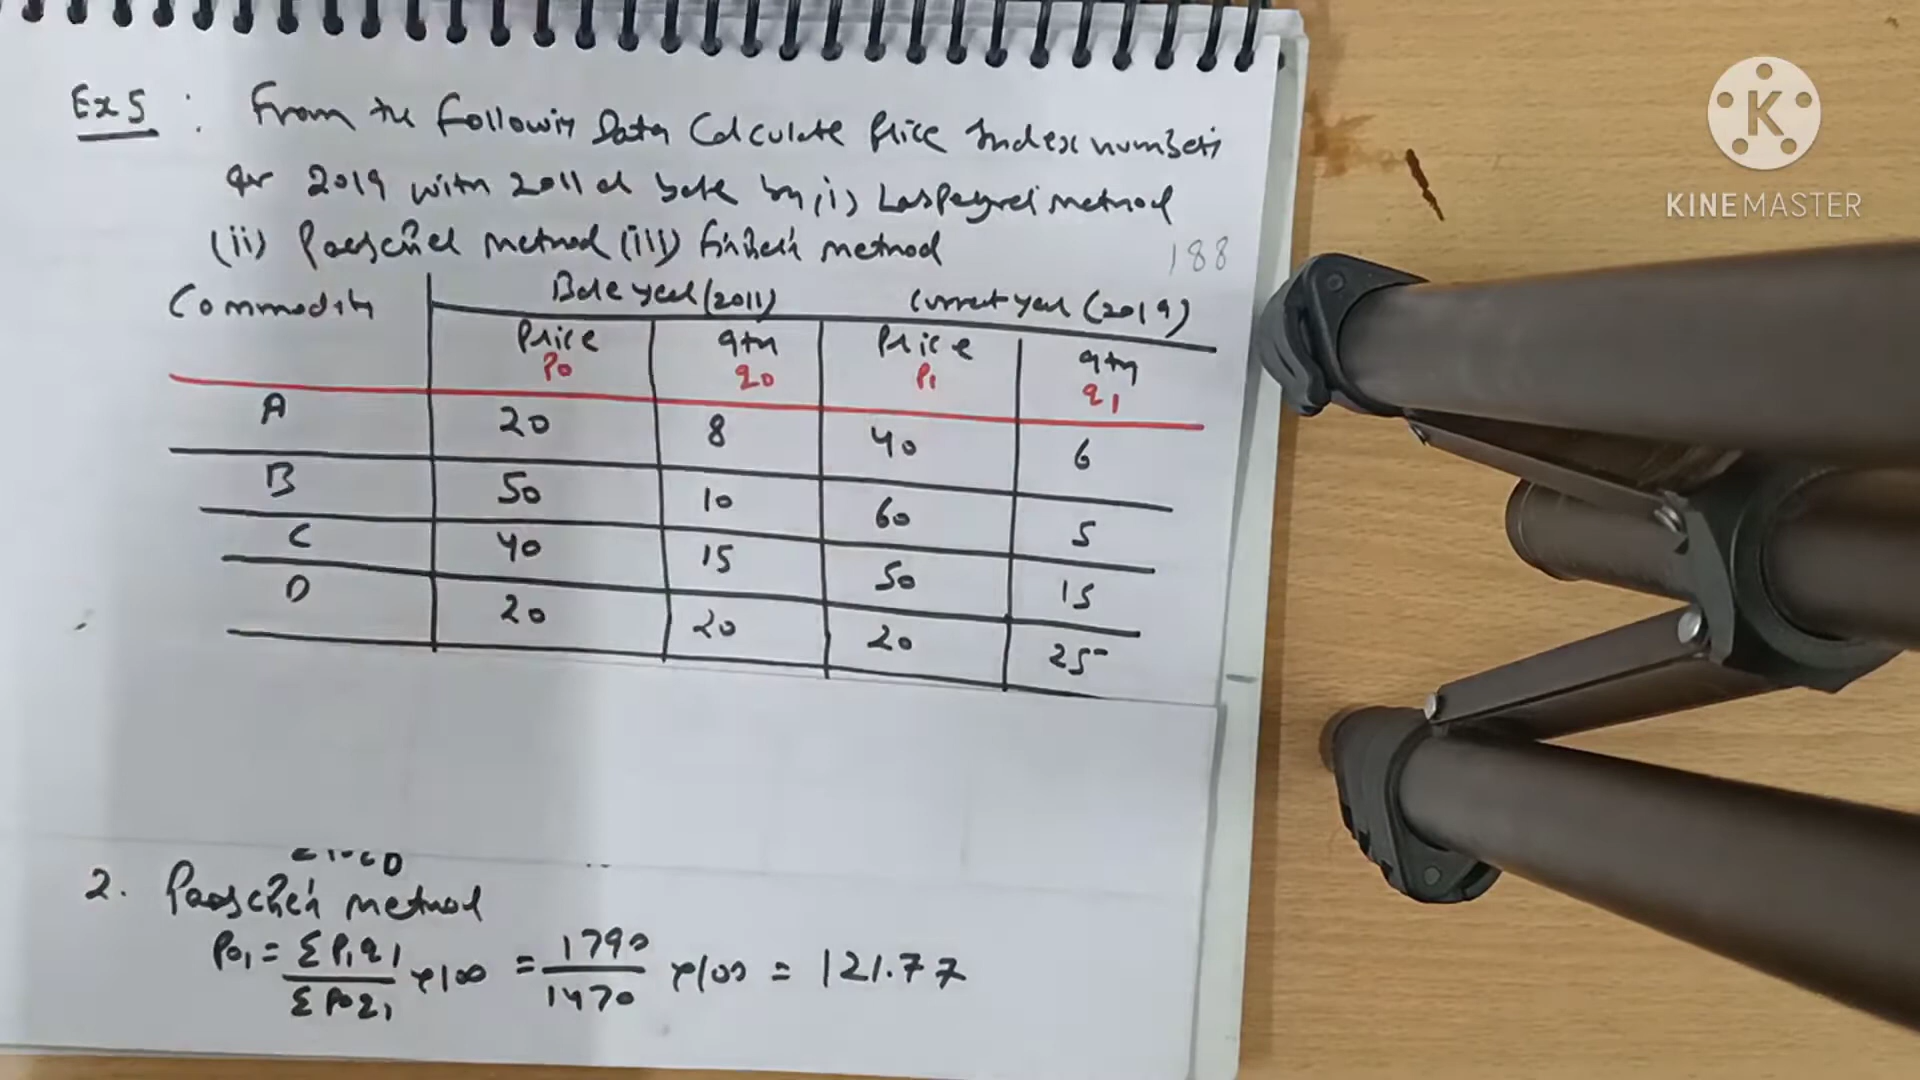 Ex 5 : From the Following Data Calculate Price Index numbers
for 2019 with 2011 as base by (i) Laspeyres method
(ii) Paasche's method (iii) Fisher's method
188
Commodity Base year (2011) Current year (2019)
Price qty Price qty
P0 q0 P1 q1
A 20 8 40 6
B 50 10 60 5
C 40 15 50 15
D 20 20 20 25
2. Paasche's method
P01 = ΣP1q1 / ΣP0q1 × 100 = 1790 / 1470 × 100 = 121.77
K
KINEMASTER